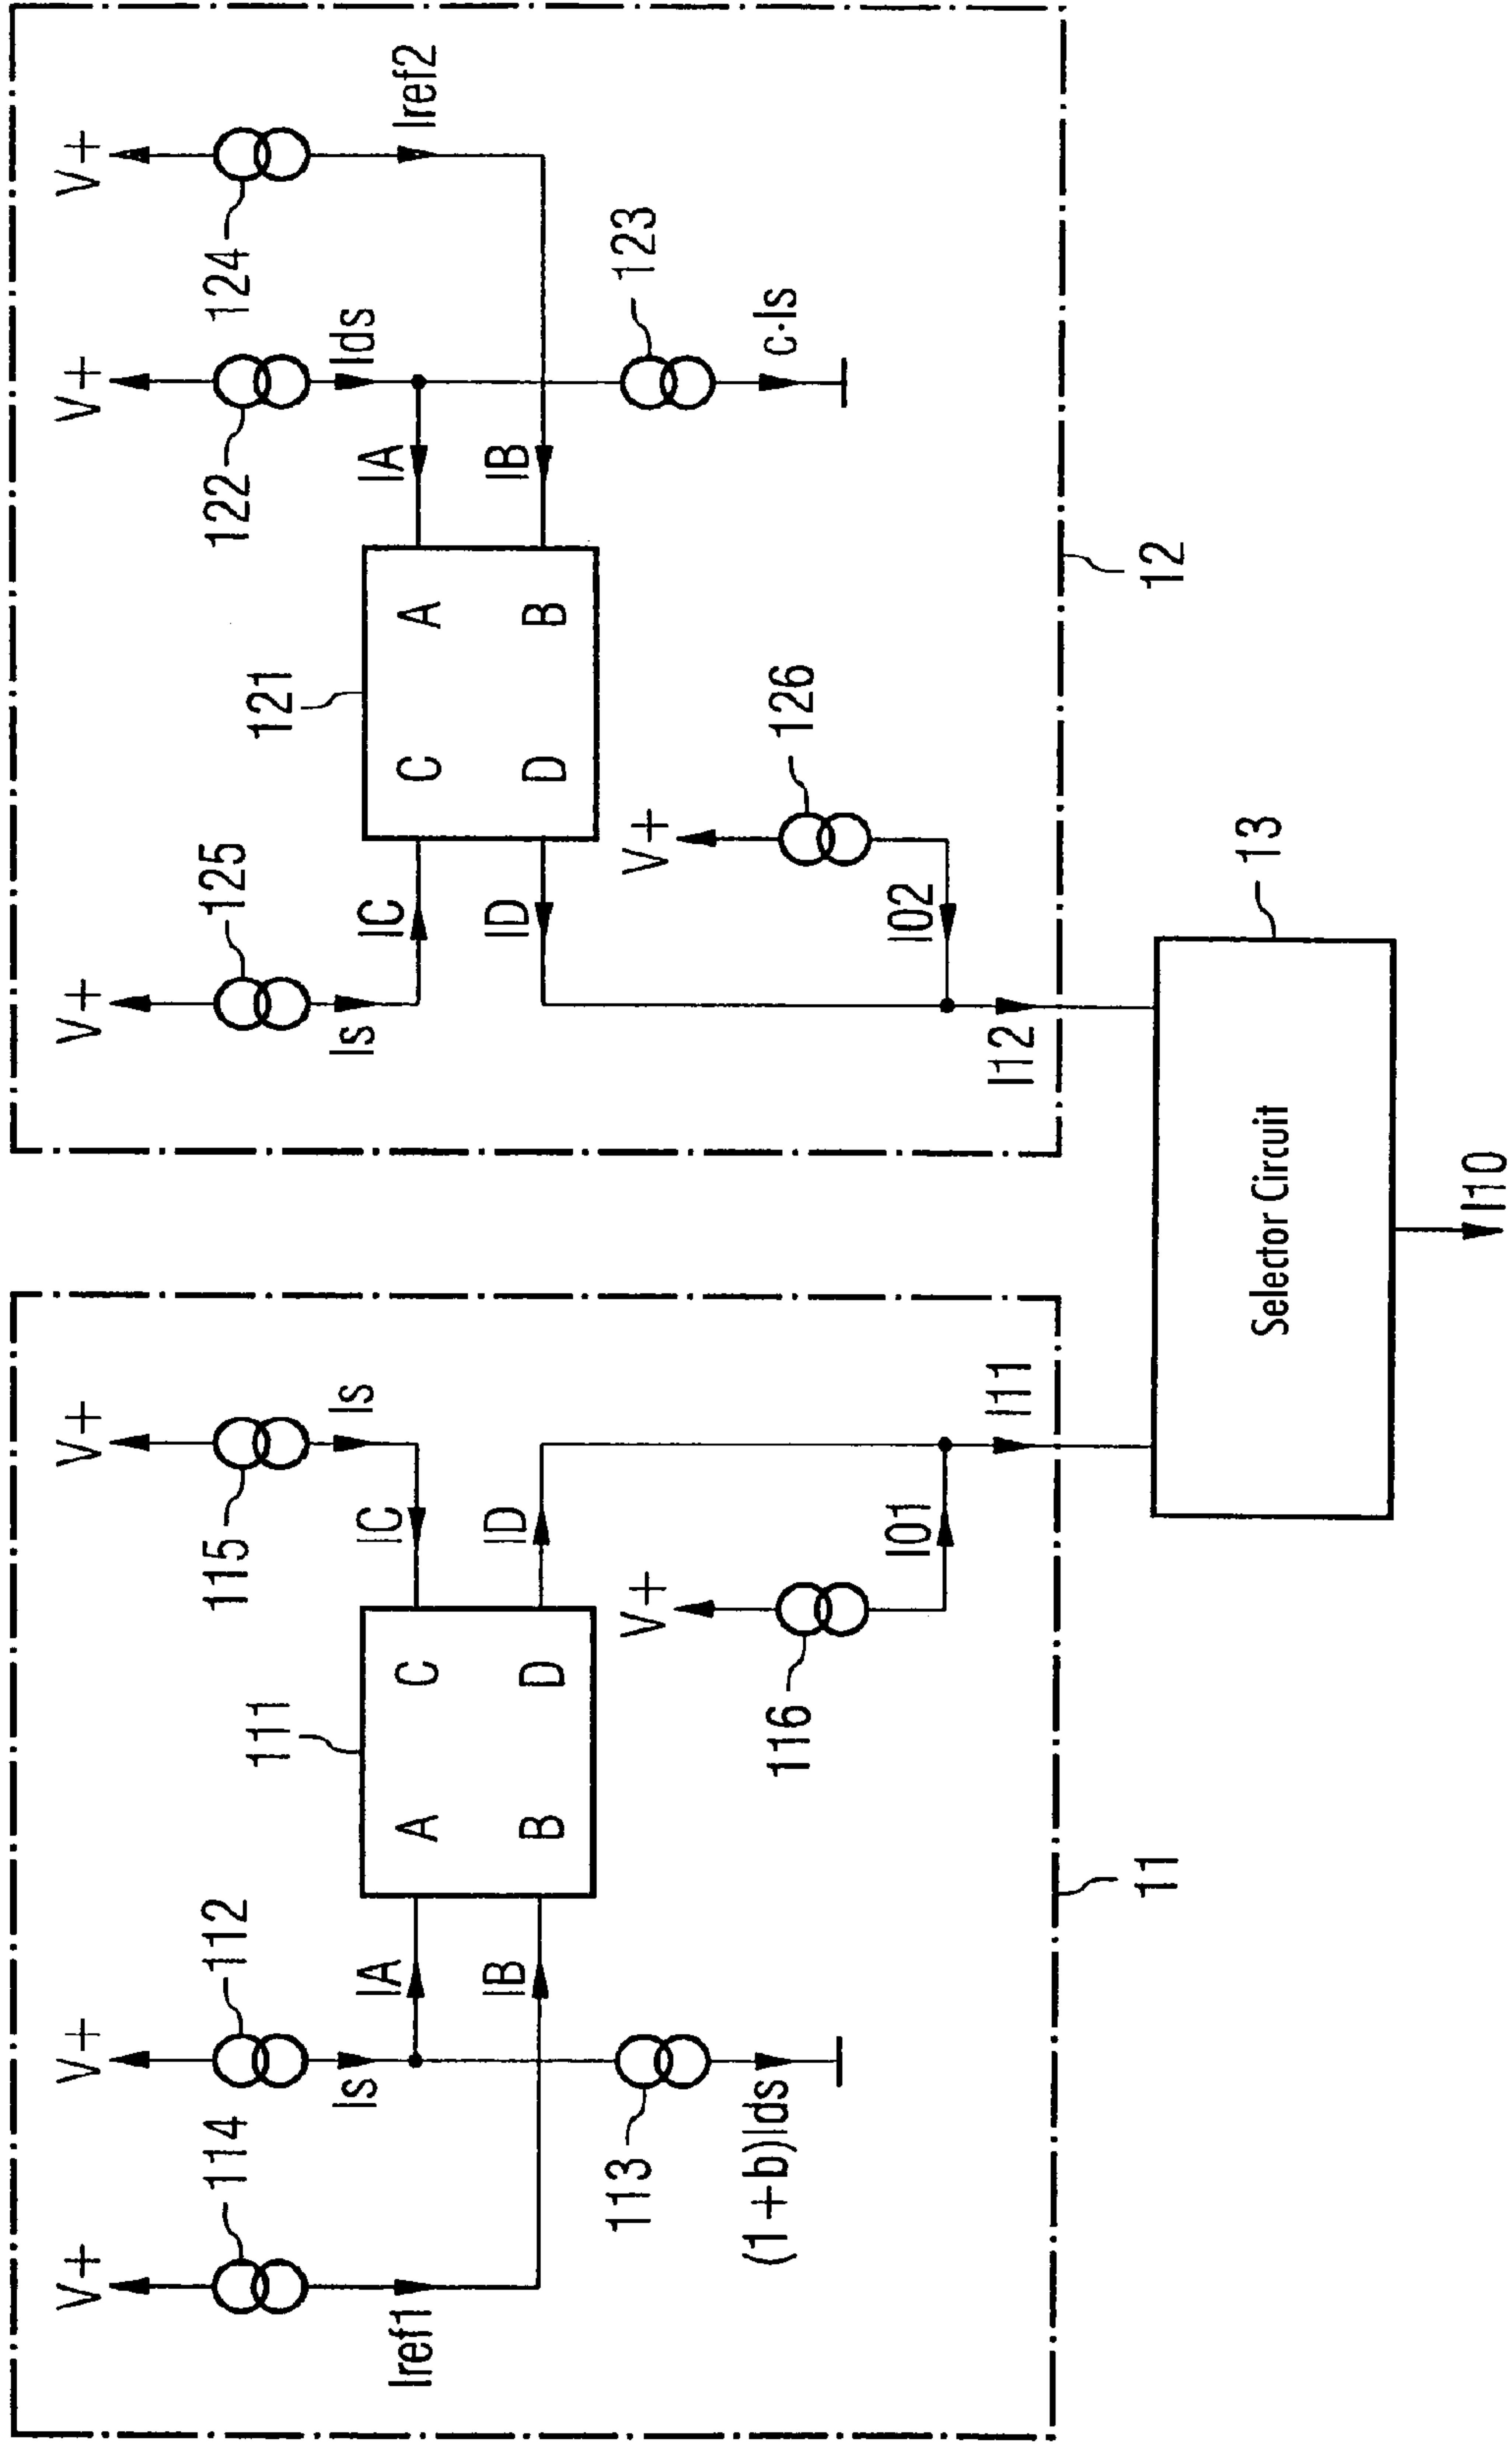 V+
V+
V+
V+
V+
V+
114
112
115
125
122
124
Iref1
Is
Is
Is
Ids
Iref2
111
121
IA
IC
IC
IA
A
C
C
A
IB
ID
ID
IB
B
D
D
B
113
V+
V+
123
116
126
(1+b)Ids
c·Is
I01
I02
I11
I12
11
12
13
Selector Circuit
I10